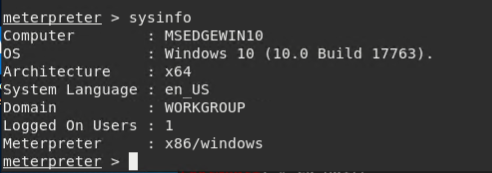 meterpreter > sysinfo
Computer        : MSEDGEWIN10
OS              : Windows 10 (10.0 Build 17763).
Architecture    : x64
System Language : en_US
Domain          : WORKGROUP
Logged On Users : 1
Meterpreter     : x86/windows
meterpreter >